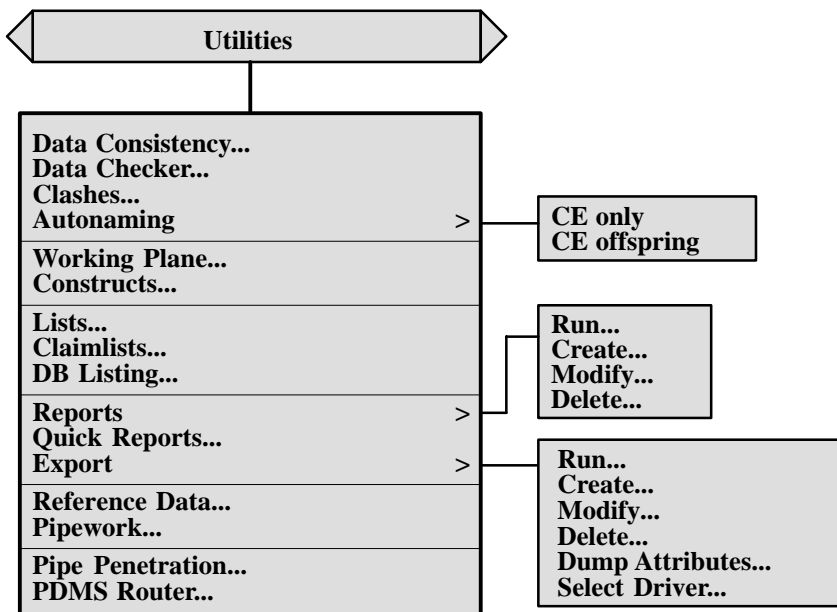 Utilities
Data Consistency...
Data Checker...
Clashes...
Autonaming >
CE only
CE offspring
Working Plane...
Constructs...
Lists...
Claimlists...
DB Listing...
Reports >
Quick Reports...
Export >
Run...
Create...
Modify...
Delete...
Run...
Create...
Modify...
Delete...
Dump Attributes...
Select Driver...
Reference Data...
Pipework...
Pipe Penetration...
PDMS Router...